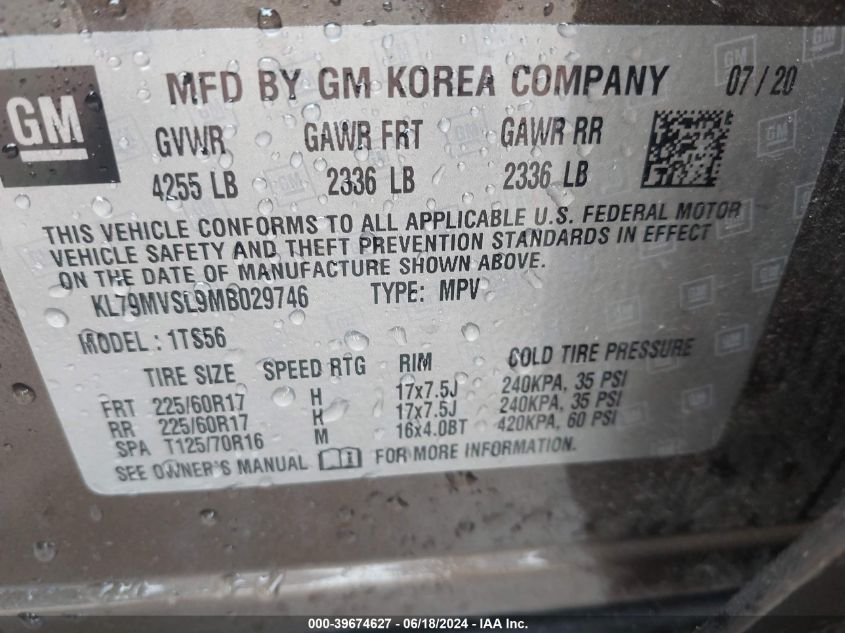 GM
MFD BY GM KOREA COMPANY 07/20
GVWR GAWR FRT GAWR RR
4255 LB 2336 LB 2336 LB
THIS VEHICLE CONFORMS TO ALL APPLICABLE U.S. FEDERAL MOTOR
VEHICLE SAFETY AND THEFT PREVENTION STANDARDS IN EFFECT
ON THE DATE OF MANUFACTURE SHOWN ABOVE.
KL79MVSL9MB029746 TYPE: MPV
MODEL: 1TS56
TIRE SIZE SPEED RTG RIM COLD TIRE PRESSURE
FRT 225/60R17 H 17x7.5J 240KPA, 35 PSI
RR 225/60R17 H 17x7.5J 240KPA, 35 PSI
SPA T125/70R16 M 16x4.0BT 420KPA, 60 PSI
SEE OWNER'S MANUAL FOR MORE INFORMATION.
000-39674627 - 06/18/2024 - IAA Inc.